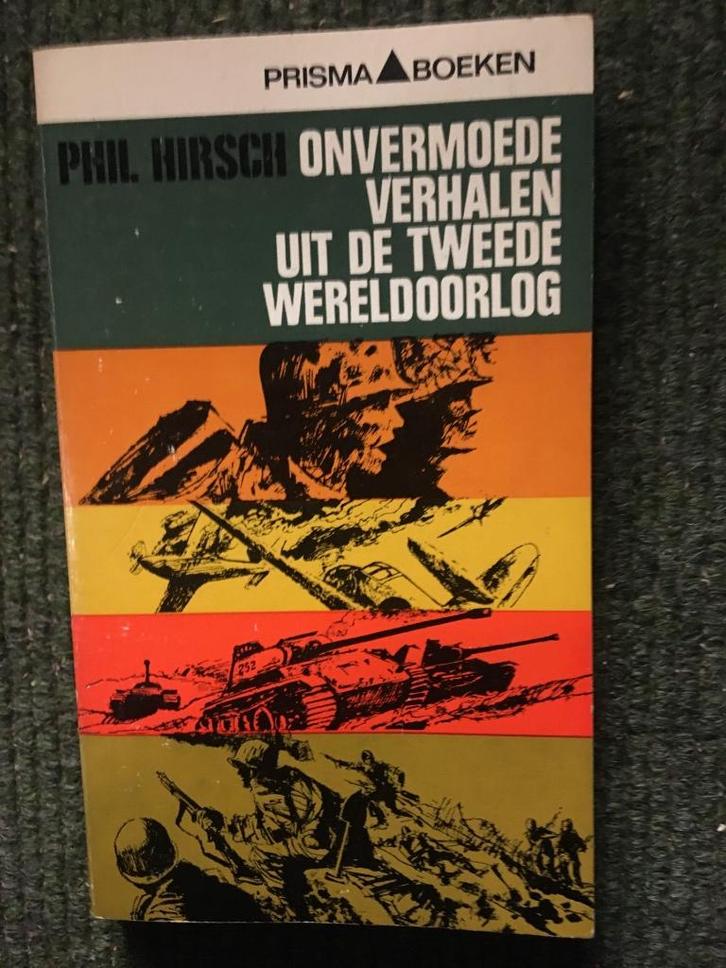 PRISMA BOEKEN
PHIL HIRSCH ONVERMOEDE
VERHALEN
UIT DE TWEEDE
WERELDOORLOG
252